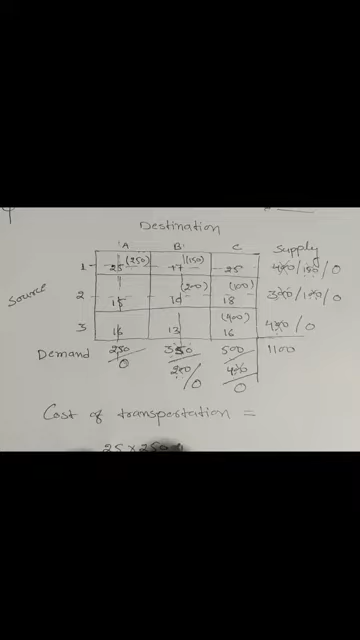 Destination
A B C Supply
1 25 (250) 17 (150) 25 400/150/0
Source
2 15 10 (200) 18 (100) 300/100/0
3 16 13 16 (400) 400/0
Demand 250 350 500 1100
0 200/0 400
0
Cost of transportation =
25 × 250